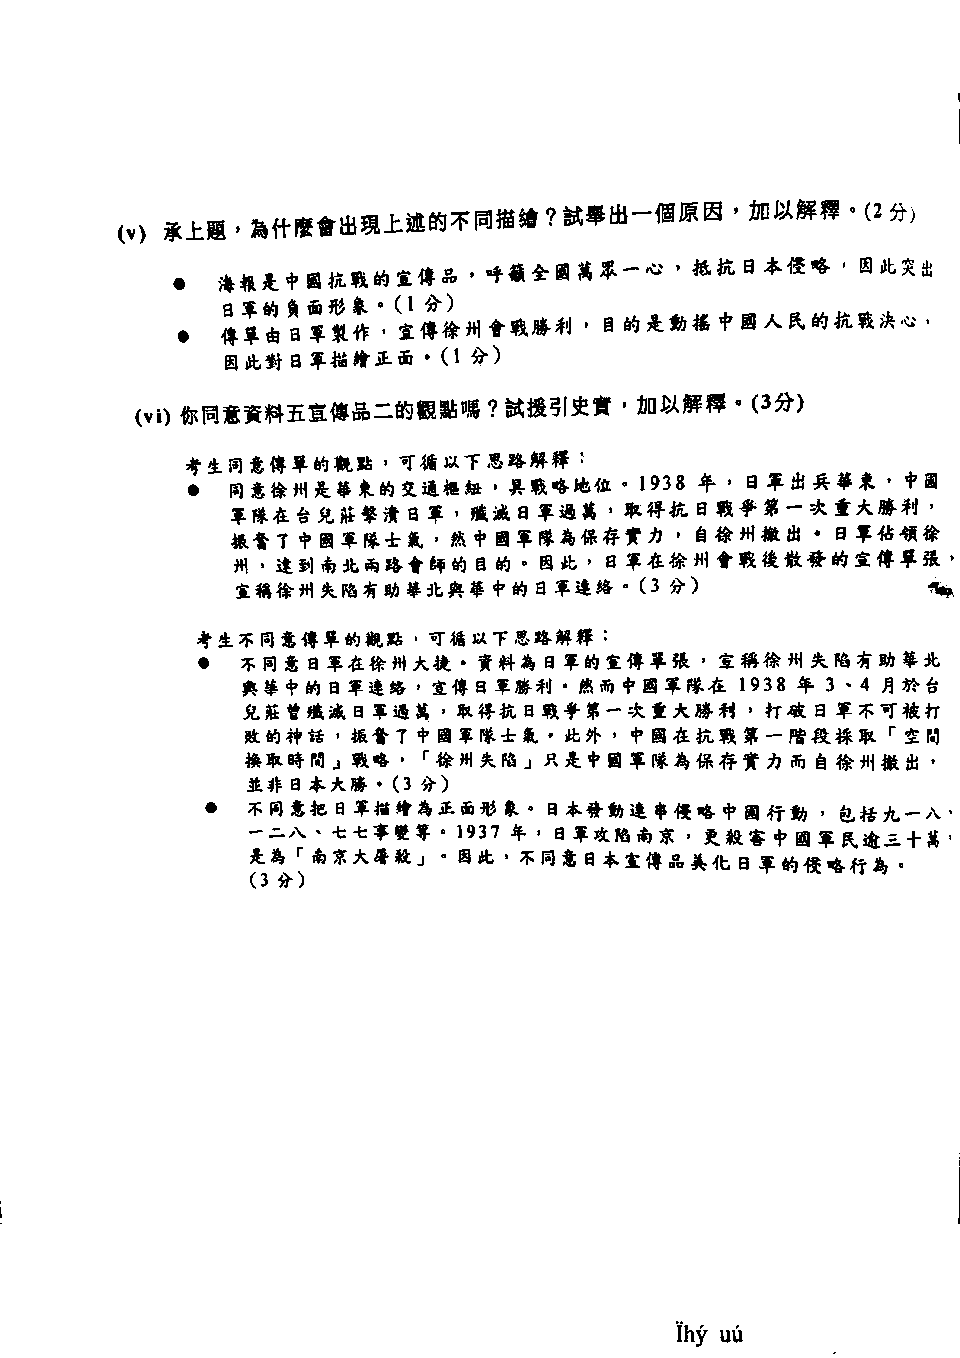 (v) 承上題，為什麼會出現上述的不同描繪？試舉出一個原因，加以解釋。(2分)
● 海報是中國抗戰的宣傳品，呼籲全國萬眾一心，抵抗日本侵略，因此突出
日軍的負面形象。(1分)
● 傳單由日軍製作，宣傳徐州會戰勝利，目的是動搖中國人民的抗戰決心，
因此對日軍描繪正面。(1分)
(vi) 你同意資料五宣傳品二的觀點嗎？試援引史實，加以解釋。(3分)
考生同意傳單的觀點，可循以下思路解釋：
● 同意徐州是華東的交通樞紐，具戰略地位。1938 年，日軍出兵華東，中國
軍隊在台兒莊擊潰日軍，殲滅日軍過萬，取得抗日戰爭第一次重大勝利，
振奮了中國軍隊士氣，然中國軍隊為保存實力，自徐州撤出。日軍佔領徐
州，達到南北兩路會師的目的。因此，日軍在徐州會戰後散發的宣傳單張，
宣稱徐州失陷有助華北與華中的日軍連絡。(3分)
考生不同意傳單的觀點，可循以下思路解釋：
● 不同意日軍在徐州大捷。資料為日軍的宣傳單張，宣稱徐州失陷有助華北
與華中的日軍連絡，宣傳日軍勝利。然而中國軍隊在 1938 年 3、4 月於台
兒莊曾殲滅日軍過萬，取得抗日戰爭第一次重大勝利，打破日軍不可被打
敗的神話，振奮了中國軍隊士氣。此外，中國在抗戰第一階段採取「空間
換取時間」戰略，「徐州失陷」只是中國軍隊為保存實力而自徐州撤出，
並非日本大勝。(3分)
● 不同意把日軍描繪為正面形象。日本發動連串侵略中國行動，包括九一八、
一二八、七七事變等。1937 年，日軍攻陷南京，更殺害中國軍民逾三十萬，
是為「南京大屠殺」。因此，不同意日本宣傳品美化日軍的侵略行為。
(3分)
Ïhý uú